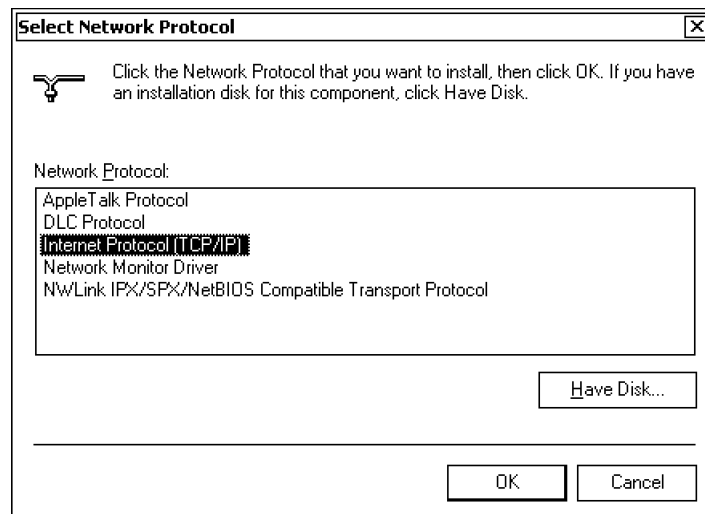 Select Network Protocol
Click the Network Protocol that you want to install, then click OK. If you have
an installation disk for this component, click Have Disk.
Network Protocol:
AppleTalk Protocol
DLC Protocol
Internet Protocol (TCP/IP)
Network Monitor Driver
NWLink IPX/SPX/NetBIOS Compatible Transport Protocol
Have Disk...
OK
Cancel